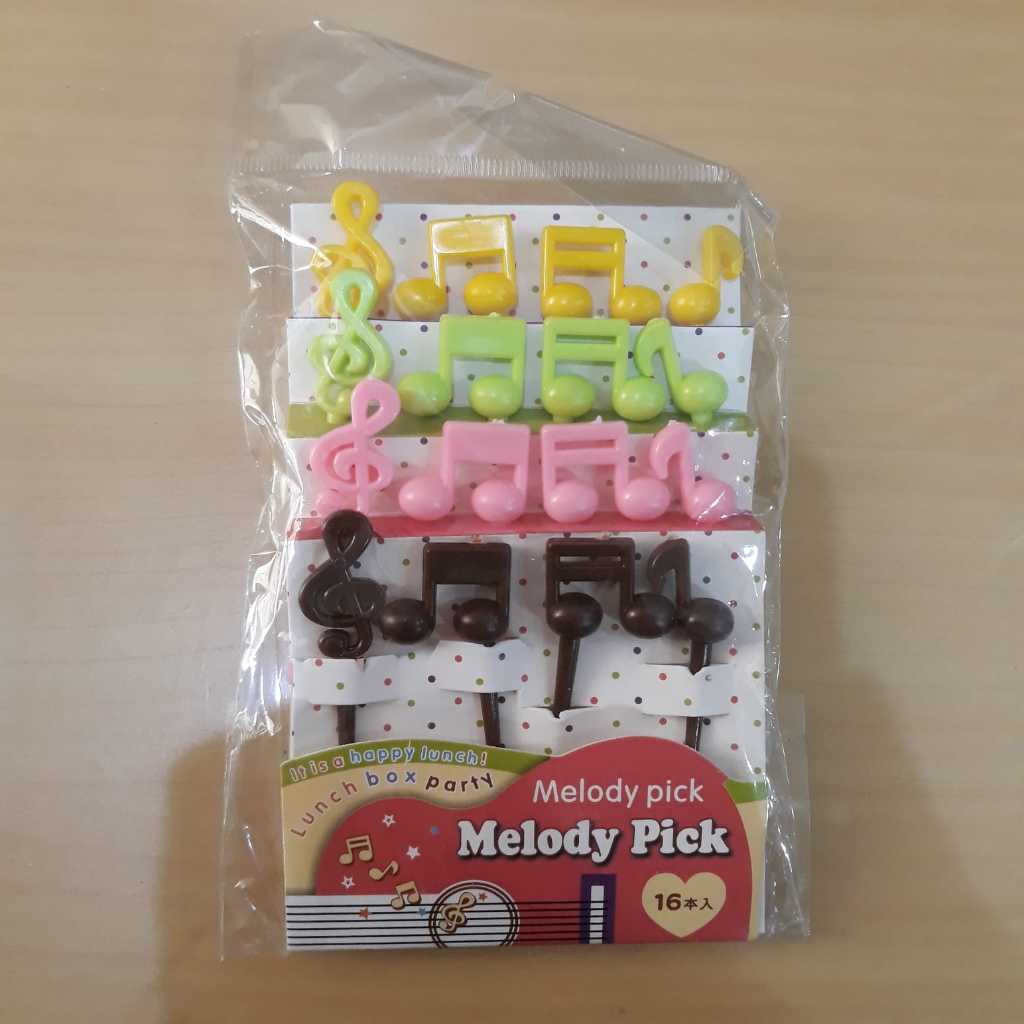 It is a happy lunch!
Lunch box party
Melody pick
Melody Pick
16本入